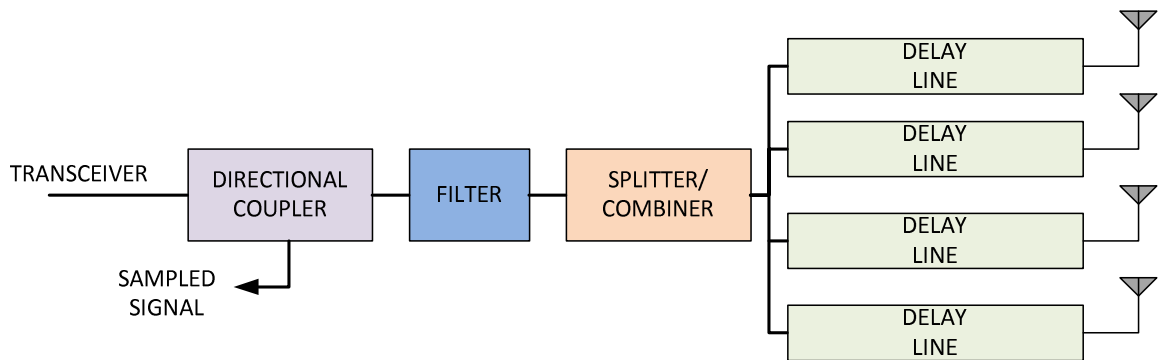 TRANSCEIVER
DIRECTIONAL
COUPLER
SAMPLED
SIGNAL
FILTER
SPLITTER/
COMBINER
DELAY
LINE
DELAY
LINE
DELAY
LINE
DELAY
LINE